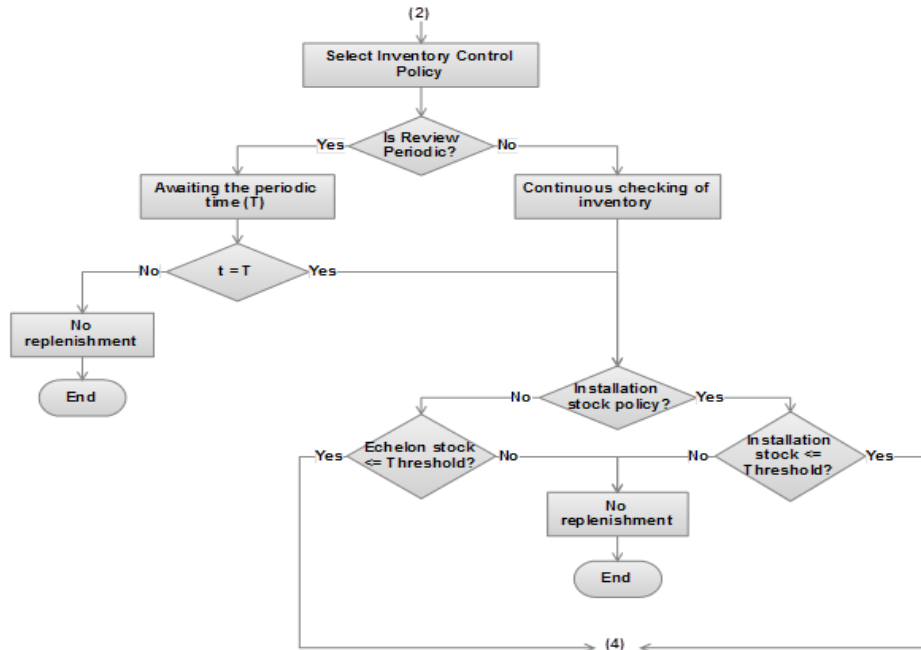 (2)
Select Inventory Control
Policy
Is Review
Periodic?
Yes
No
Awaiting the periodic
time (T)
Continuous checking of
inventory
t = T
No
Yes
No
replenishment
End
Installation
stock policy?
No
Yes
Echelon stock
<= Threshold?
Yes
No
Installation
stock <=
Threshold?
No
Yes
No
replenishment
End
(4)